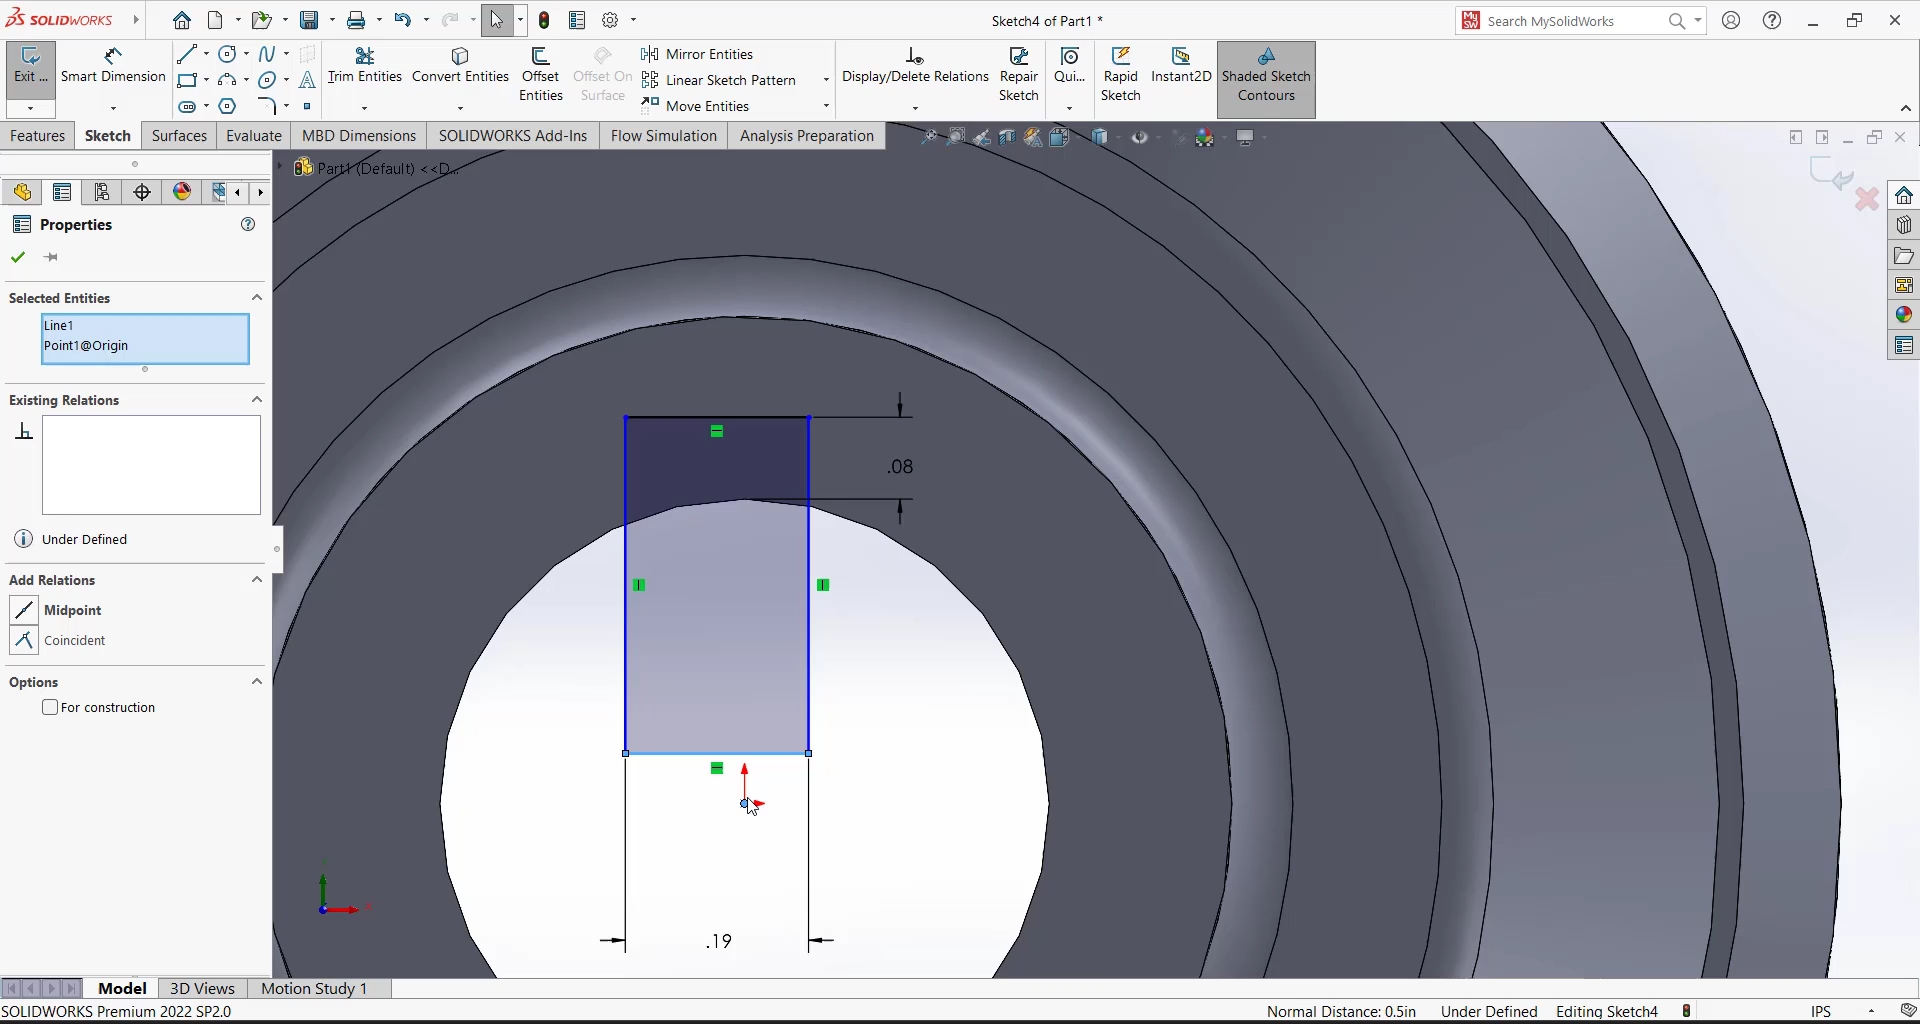 SOLIDWORKS
Sketch4 of Part1 *
Search MySolidWorks
Exit ...
Smart Dimension
Trim Entities
Convert Entities
Offset Entities
Offset On Surface
Mirror Entities
Linear Sketch Pattern
Move Entities
Display/Delete Relations
Repair Sketch
Qui...
Rapid Sketch
Instant2D
Shaded Sketch Contours
Features
Sketch
Surfaces
Evaluate
MBD Dimensions
SOLIDWORKS Add-Ins
Flow Simulation
Analysis Preparation
Part1 (Default) <<D...
Properties
Selected Entities
Line1
Point1@Origin
Existing Relations
Under Defined
Add Relations
Midpoint
Coincident
Options
For construction
.08
.19
Model
3D Views
Motion Study 1
SOLIDWORKS Premium 2022 SP2.0
Normal Distance: 0.5in
Under Defined
Editing Sketch4
IPS